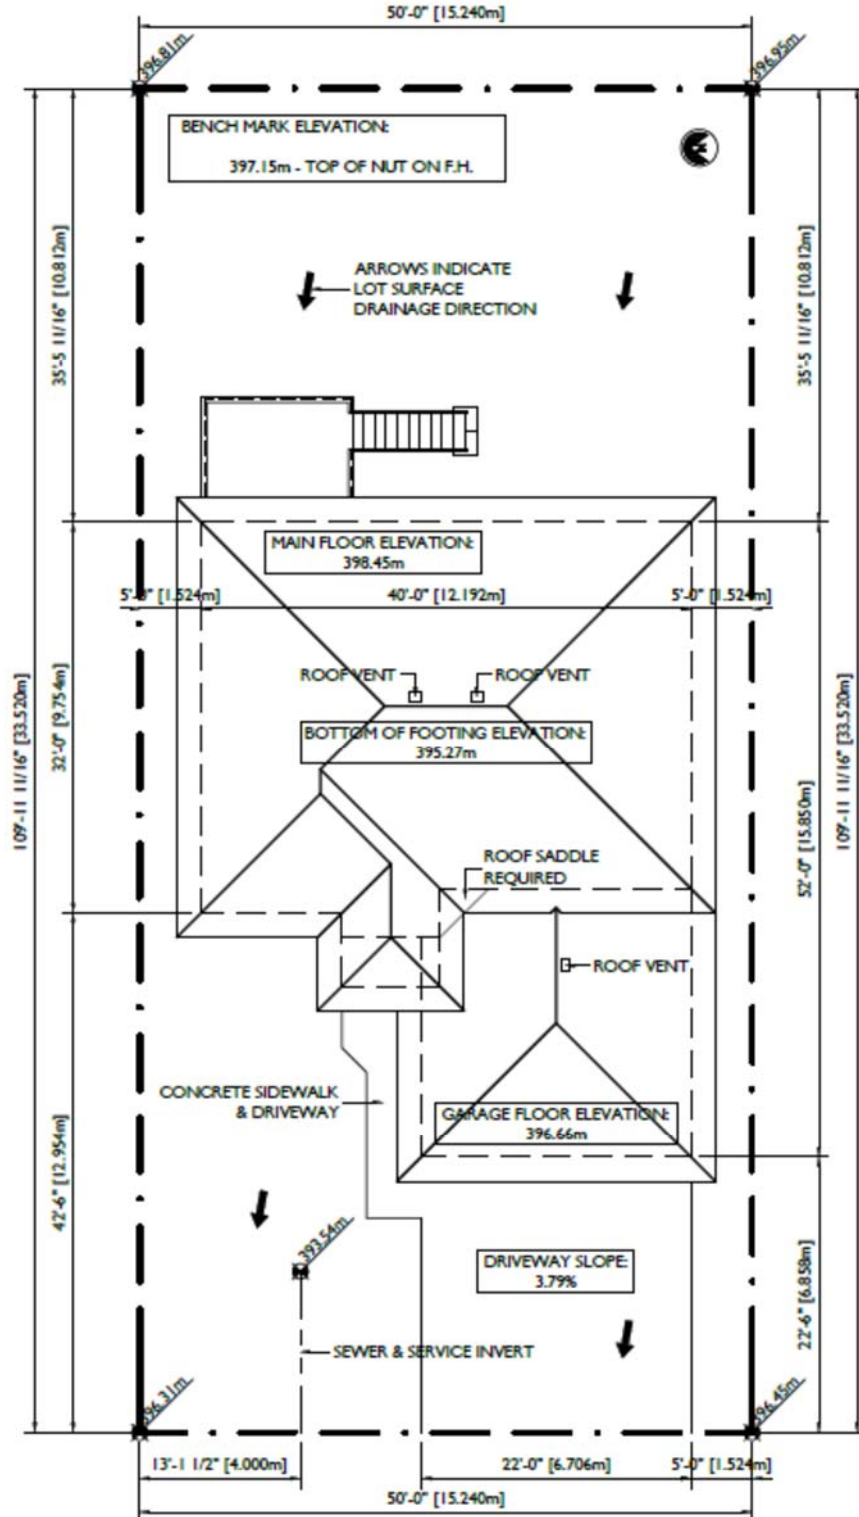 50'-0" [15.240m]
396.81m
396.95m
BENCH MARK ELEVATION:
397.15m - TOP OF NUT ON F.H.
35'-5 11/16" [10.812m]
35'-5 11/16" [10.812m]
ARROWS INDICATE
LOT SURFACE
DRAINAGE DIRECTION
MAIN FLOOR ELEVATION:
398.45m
5'-0" [1.524m]
40'-0" [12.192m]
5'-0" [1.524m]
ROOF VENT
ROOF VENT
109'-11 11/16" [33.520m]
32'-0" [9.754m]
BOTTOM OF FOOTING ELEVATION:
395.27m
109'-11 11/16" [33.520m]
52'-0" [15.850m]
ROOF SADDLE
REQUIRED
ROOF VENT
CONCRETE SIDEWALK
& DRIVEWAY
GARAGE FLOOR ELEVATION:
396.66m
42'-6" [12.954m]
393.54m
DRIVEWAY SLOPE:
3.79%
22'-6" [6.858m]
SEWER & SERVICE INVERT
396.31m
396.45m
13'-1 1/2" [4.000m]
22'-0" [6.706m]
5'-0" [1.524m]
50'-0" [15.240m]